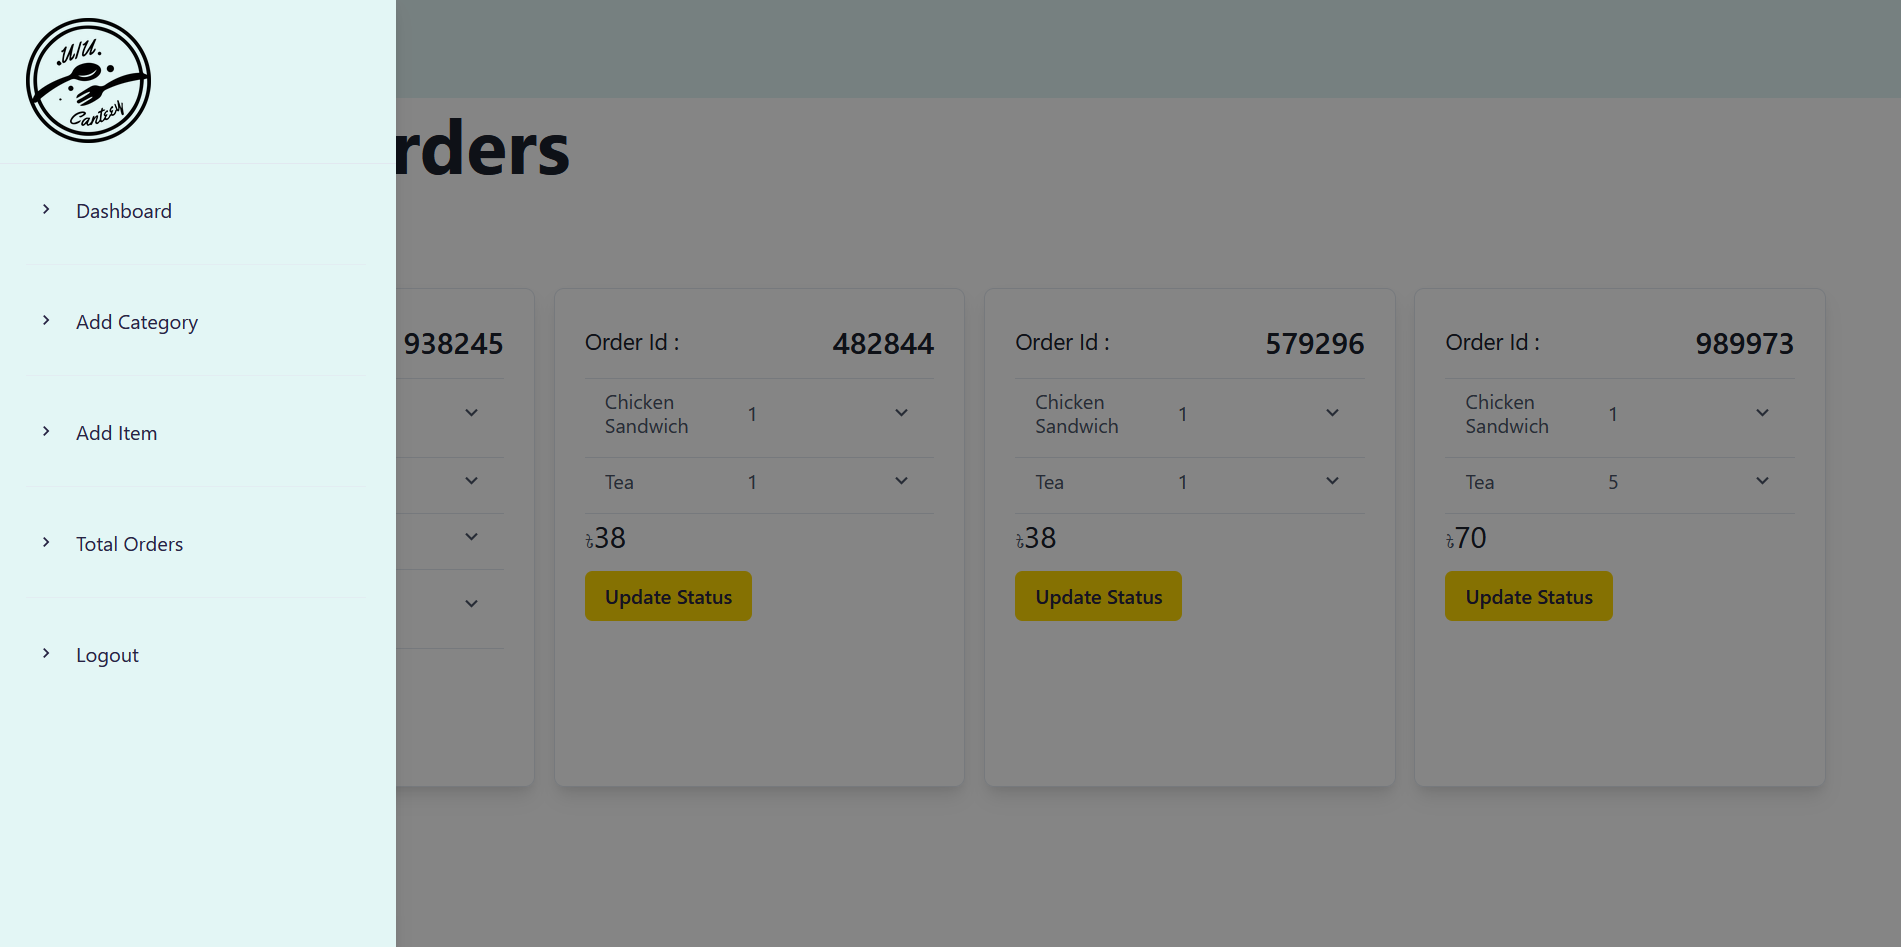 .U/U.
Canteen
Dashboard
Add Category
Add Item
Total Orders
Logout
rders
938245
Order Id :
482844
Chicken
Sandwich
1
Tea
1
৳38
Update Status
Order Id :
579296
Chicken
Sandwich
1
Tea
1
৳38
Update Status
Order Id :
989973
Chicken
Sandwich
1
Tea
5
৳70
Update Status